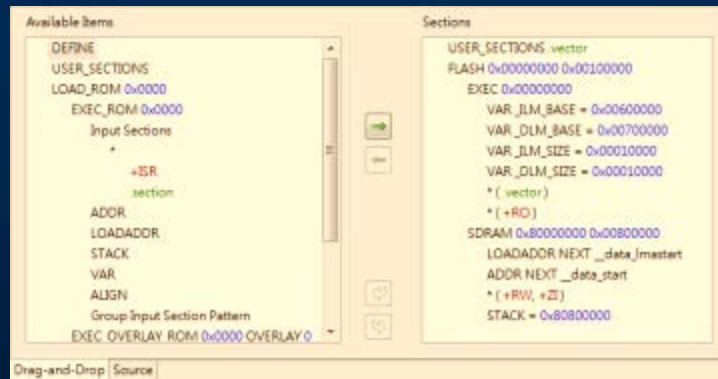 Available Items
DEFINE
USER_SECTIONS
LOAD_ROM 0x0000
EXEC_ROM 0x0000
Input Sections
*
+ISR
.section
ADDR
LOADADDR
STACK
VAR
ALIGN
Group Input Section Pattern
EXEC_OVERLAY_ROM 0x0000 OVERLAY 0
Sections
USER_SECTIONS .vector
FLASH 0x00000000 0x00100000
EXEC 0x00000000
VAR _ILM_BASE = 0x00600000
VAR _DLM_BASE = 0x00700000
VAR _ILM_SIZE = 0x00010000
VAR _DLM_SIZE = 0x00010000
* ( .vector )
* ( +RO )
SDRAM 0x80000000 0x00800000
LOADADDR NEXT __data_lmastart
ADDR NEXT __data_start
* ( +RW, +ZI )
STACK = 0x80800000
Drag-and-Drop Source